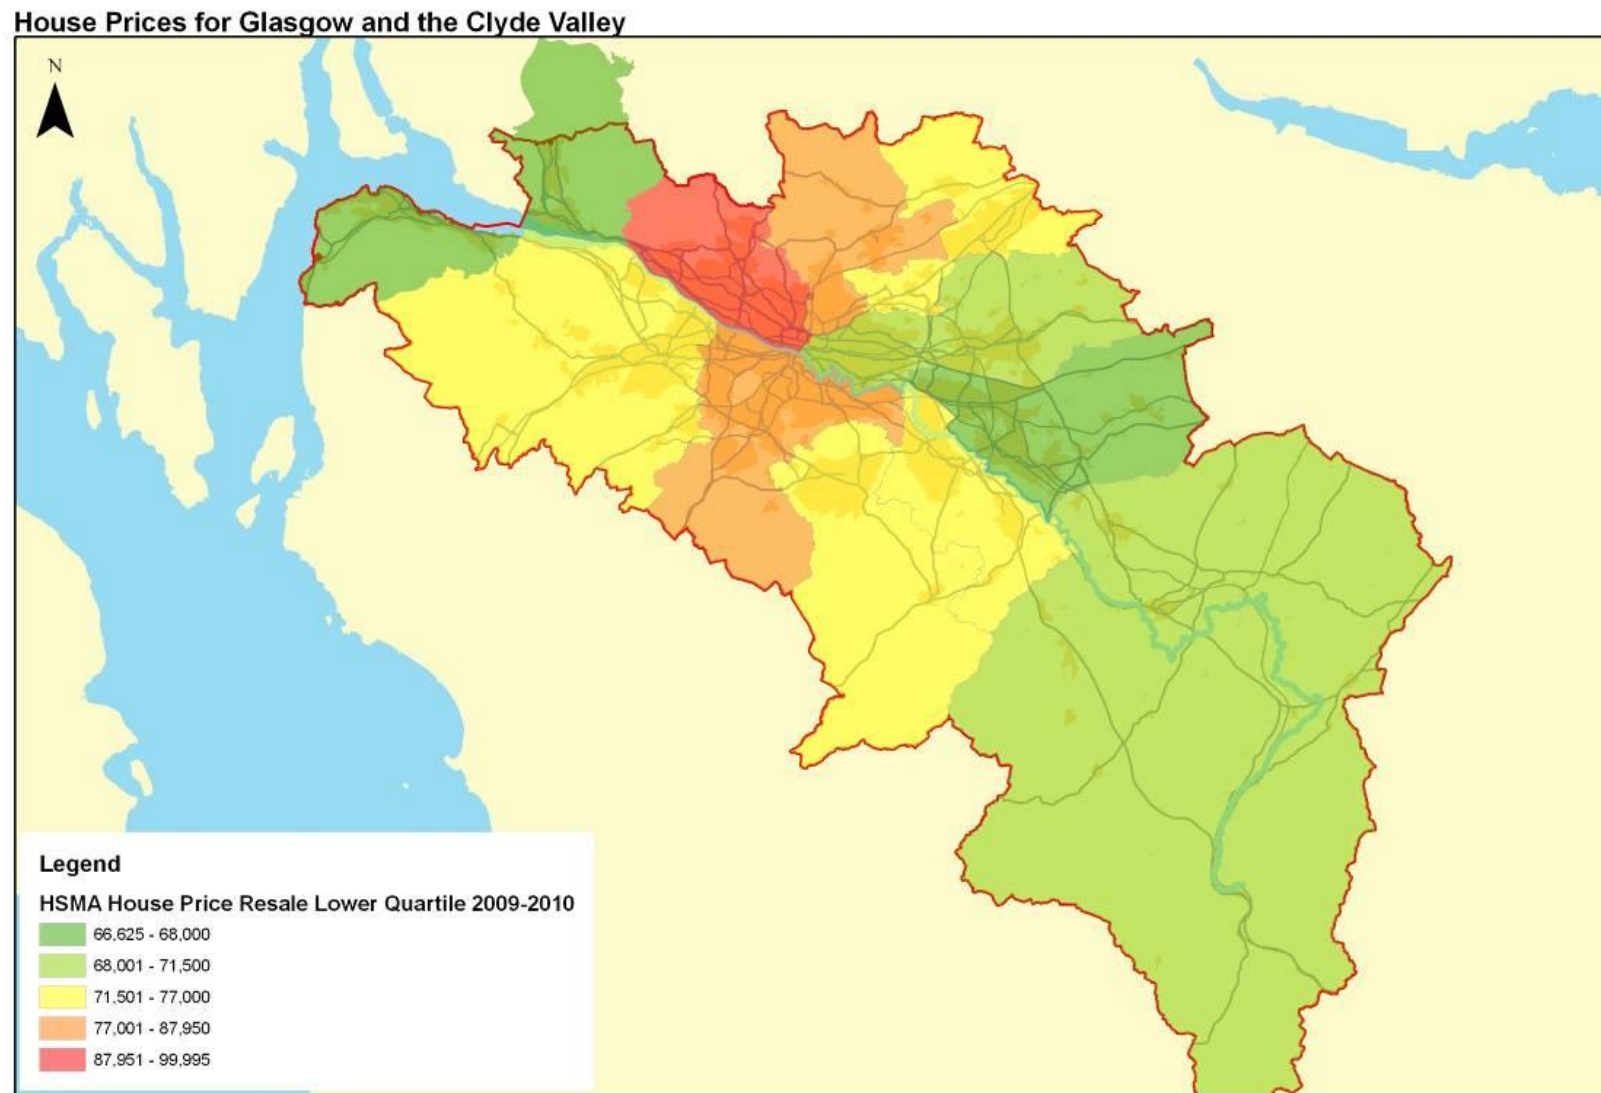 House Prices for Glasgow and the Clyde Valley
N
Legend
HSMA House Price Resale Lower Quartile 2009-2010
66,625 - 68,000
68,001 - 71,500
71,501 - 77,000
77,001 - 87,950
87,951 - 99,995